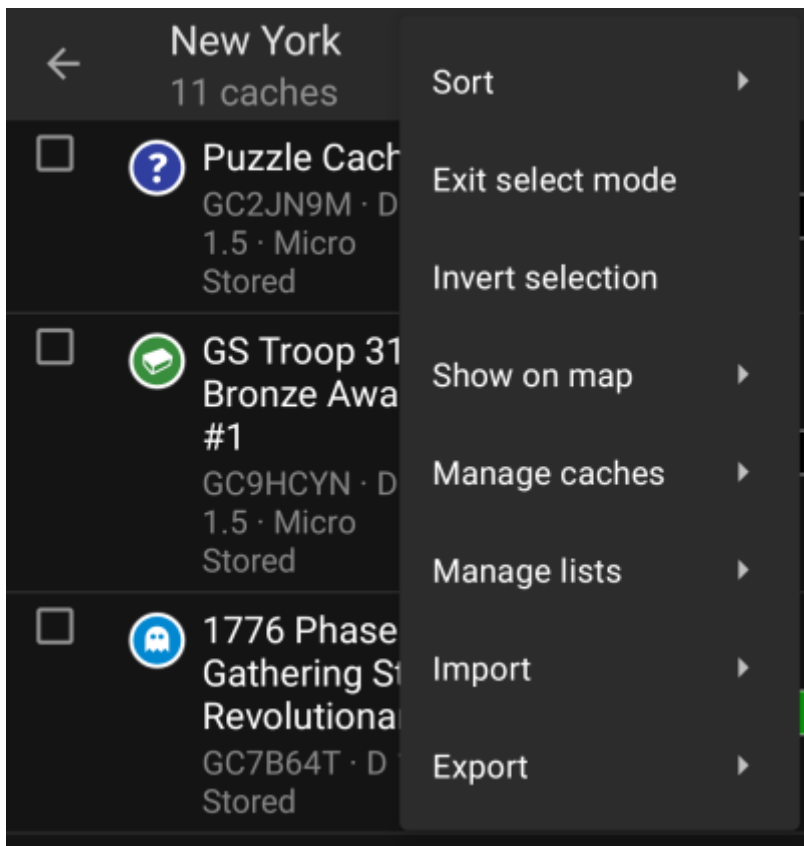 New York
11 caches
Puzzle Cach
GC2JN9M · D
1.5 · Micro
Stored
GS Troop 31
Bronze Awa
#1
GC9HCYN · D
1.5 · Micro
Stored
1776 Phase
Gathering St
Revolutiona
GC7B64T · D
Stored
Sort
Exit select mode
Invert selection
Show on map
Manage caches
Manage lists
Import
Export